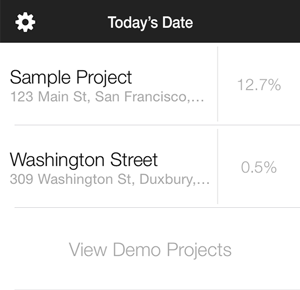 Today's Date
Sample Project
123 Main St, San Francisco,...
12.7%
Washington Street
309 Washington St, Duxbury,...
0.5%
View Demo Projects